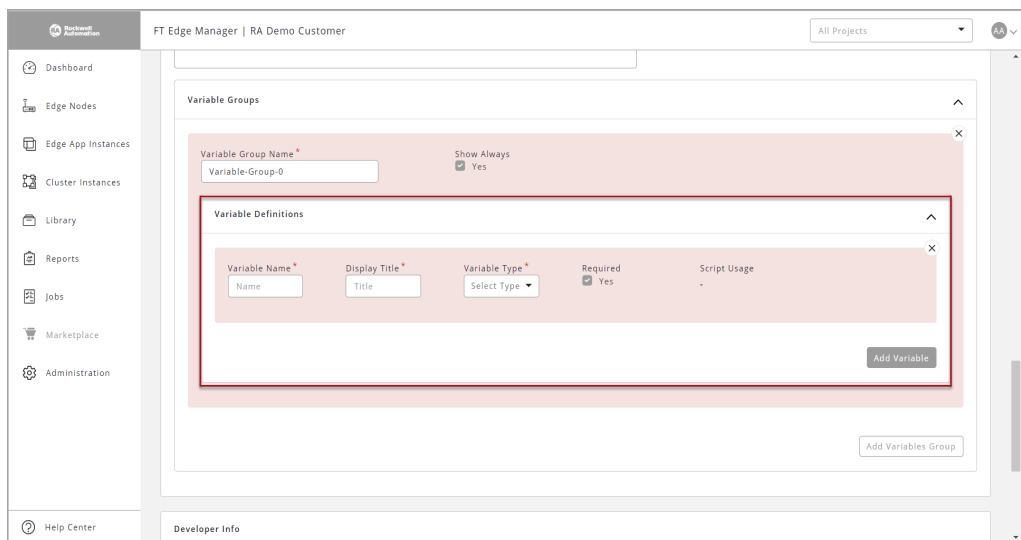 Rockwell Automation
FT Edge Manager | RA Demo Customer
All Projects
AA
Dashboard
Edge Nodes
Edge App Instances
Cluster Instances
Library
Reports
Jobs
Marketplace
Administration
Help Center
Variable Groups
Variable Group Name*
Show Always
Variable-Group-0
Yes
Variable Definitions
Variable Name* Display Title* Variable Type* Required Script Usage
Name Title Select Type Yes -
Add Variable
Add Variables Group
Developer Info